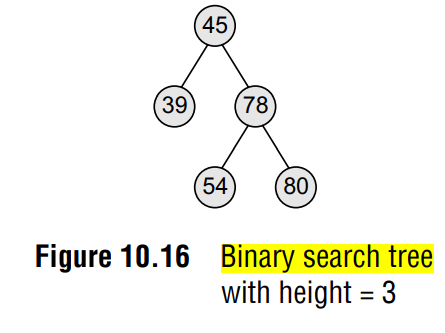 45
39 78
54 80
Figure 10.16 Binary search tree
with height = 3